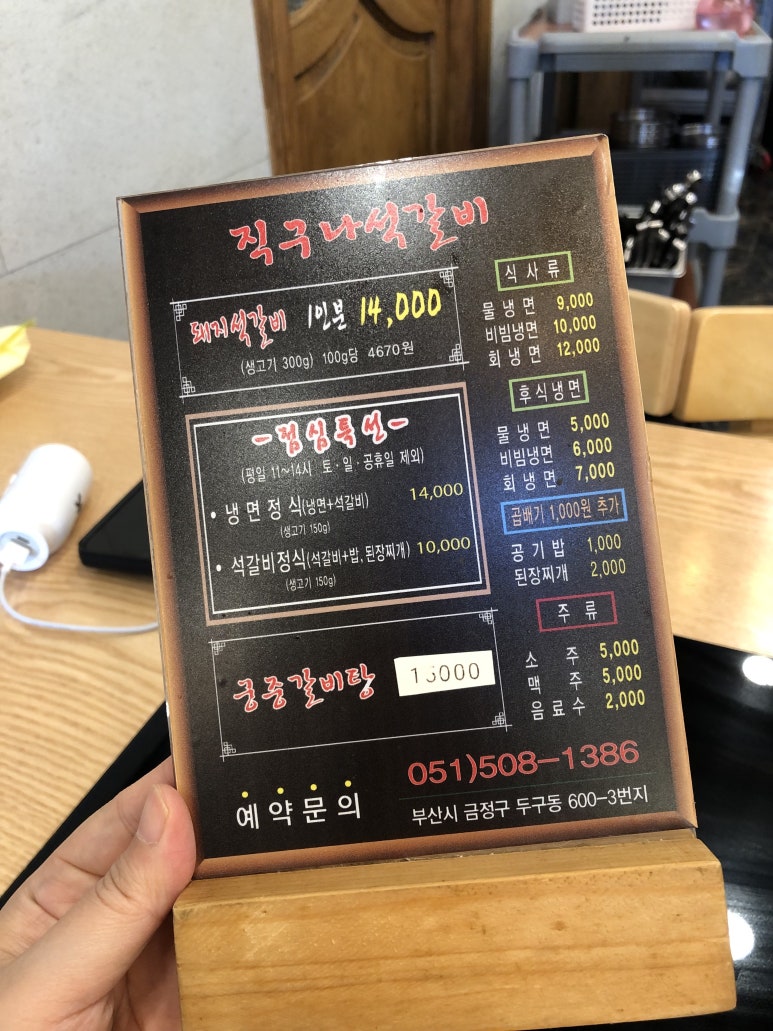 직구나석갈비
돼지석갈비 1인분 14,000
(생고기 300g) 100g당 4670원
-점심특선-
(평일 11~14시 토·일·공휴일 제외)
• 냉면정식(냉면+석갈비) 14,000
(생고기 150g)
• 석갈비정식(석갈비+밥, 된장찌개) 10,000
(생고기 150g)
궁중갈비탕
식사류
물냉면 9,000
비빔냉면 10,000
회냉면 12,000
후식냉면
물냉면 5,000
비빔냉면 6,000
회냉면 7,000
곱배기 1,000원 추가
공기밥 1,000
된장찌개 2,000
주류
소주 5,000
맥주 5,000
음료수 2,000
예약문의
051)508-1386
부산시 금정구 두구동 600-3번지